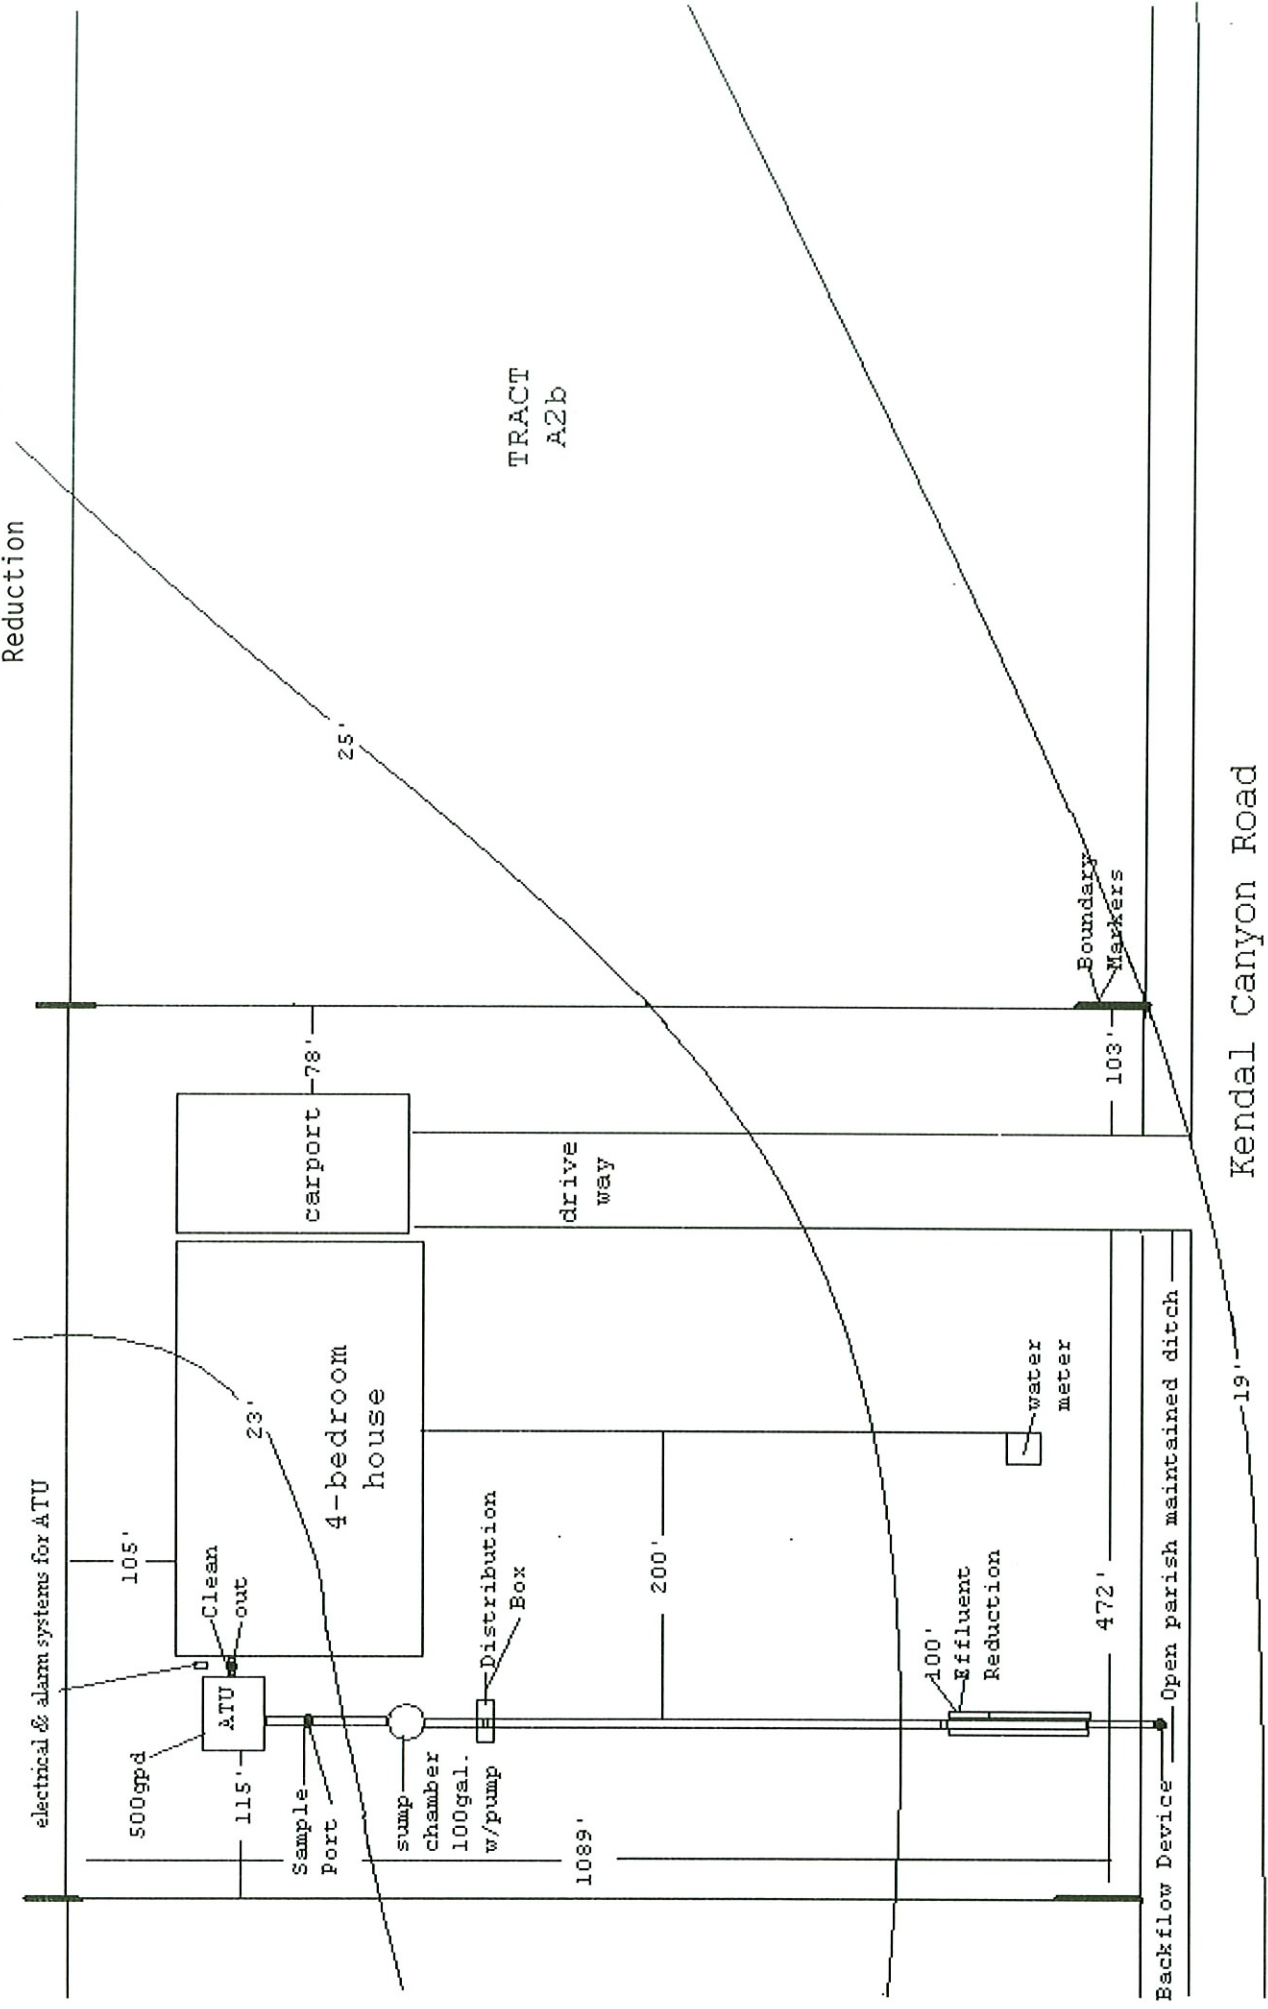 Reduction
TRACT
A2b
25'
electrical & alarm systems for ATU
105'
Clean
out
23'
4-bedroom
house
carport
78'
500gpd
ATU
115'
Sample
Port
sump
chamber
100gal.
w/pump
Distribution
Box
drive
way
1089'
200'
water
meter
100'
Effluent
Reduction
472'
103'
Boundary
Markers
Backflow Device
Open parish maintained ditch
19'
Kendal Canyon Road